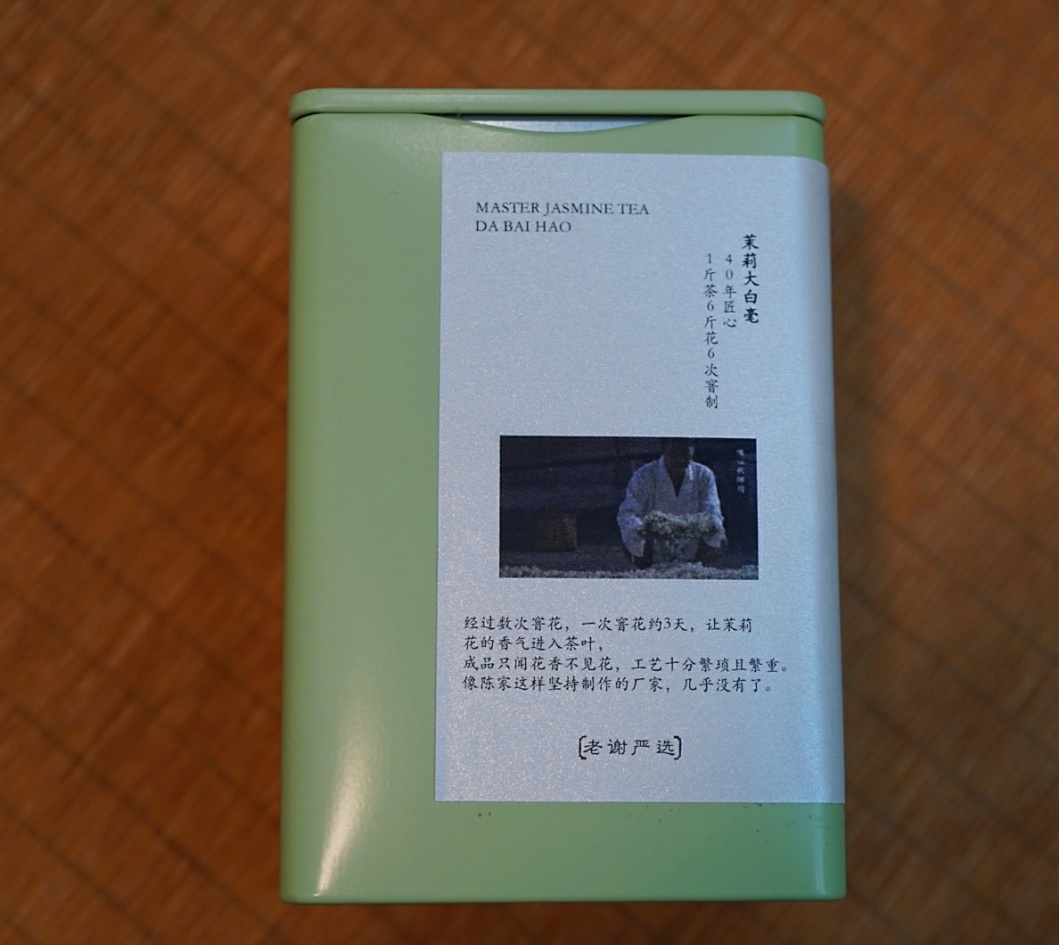 MASTER JASMINE TEA
DA BAI HAO
茉莉大白毫
40年匠心
1斤茶6斤花6次窨制
经过数次窨花，一次窨花约3天，让茉莉
花的香气进入茶叶，
成品只闻花香不见花，工艺十分繁琐且繁重。
像陈家这样坚持制作的厂家，几乎没有了。
[老谢严选]